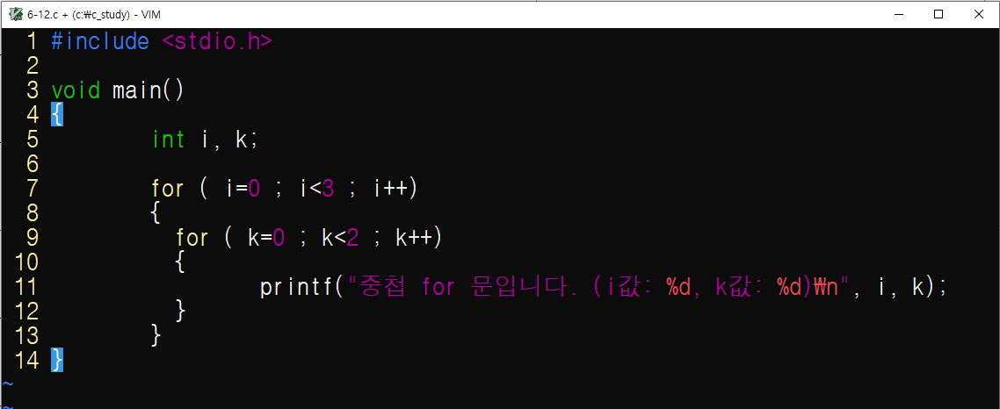 6-12.c + (c:₩c_study) - VIM
1 #include <stdio.h>
2
3 void main()
4 {
5         int i, k;
6
7         for ( i=0 ; i<3 ; i++)
8         {
9           for ( k=0 ; k<2 ; k++)
10           {
11                  printf("중첩 for 문입니다. (i값: %d, k값: %d)₩n", i, k);
12           }
13         }
14 }
~
~